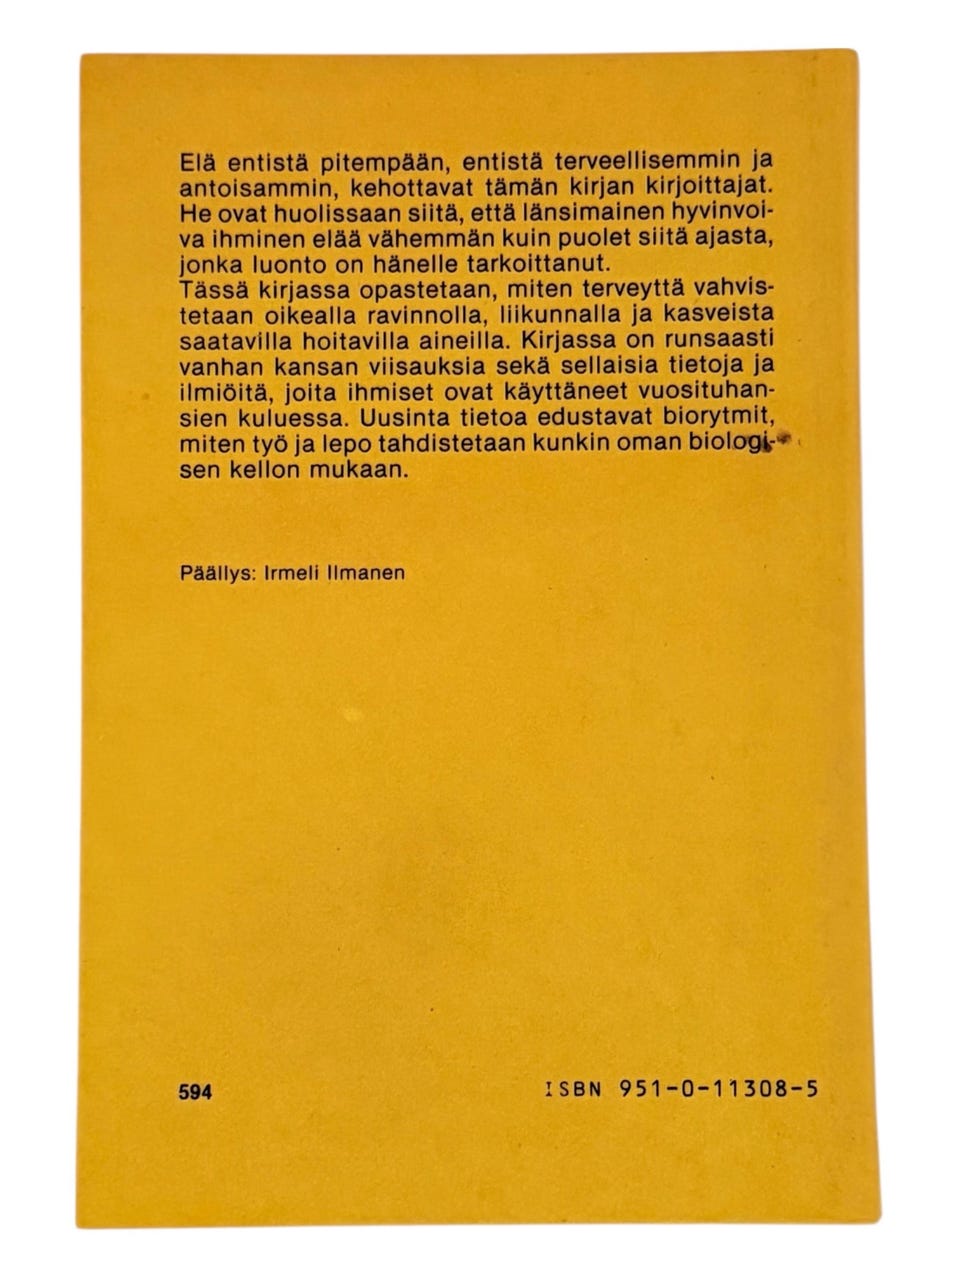 Elä entistä pitempään, entistä terveellisemmin ja
antoisammin, kehottavat tämän kirjan kirjoittajat.
He ovat huolissaan siitä, että länsimainen hyvinvoi-
va ihminen elää vähemmän kuin puolet siitä ajasta,
jonka luonto on hänelle tarkoittanut.
Tässä kirjassa opastetaan, miten terveyttä vahvis-
tetaan oikealla ravinnolla, liikunnalla ja kasveista
saatavilla hoitavilla aineilla. Kirjassa on runsaasti
vanhan kansan viisauksia sekä sellaisia tietoja ja
ilmiöitä, joita ihmiset ovat käyttäneet vuosituhan-
sien kuluessa. Uusinta tietoa edustavat biorytmit,
miten työ ja lepo tahdistetaan kunkin oman biologi-
sen kellon mukaan.
Päällys: Irmeli Ilmanen
594
ISBN 951-0-11308-5